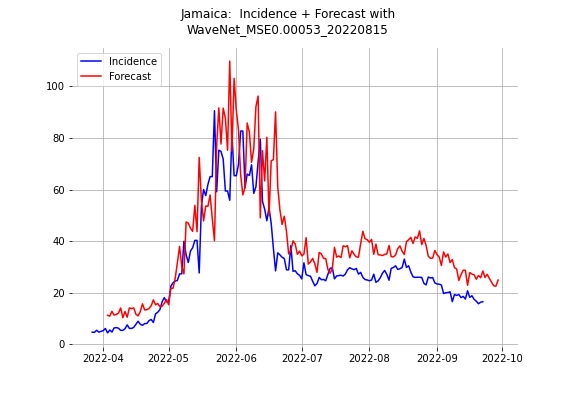 Jamaica:  Incidence + Forecast with
WaveNet_MSE0.00053_20220815
Incidence
Forecast
100
80
60
40
20
0
2022-04 2022-05 2022-06 2022-07 2022-08 2022-09 2022-10